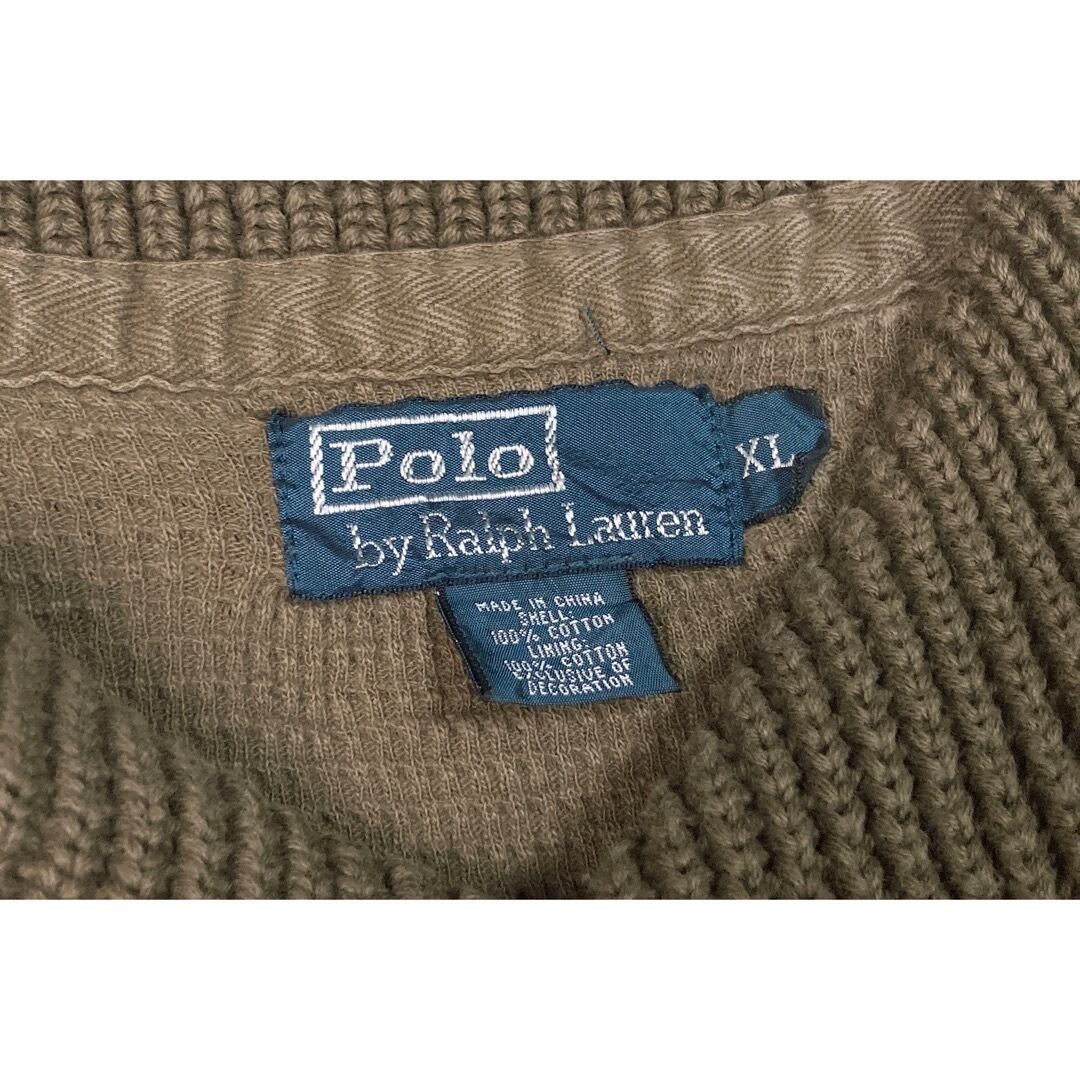 Polo
by Ralph Lauren
XL
MADE IN CHINA
SHELL:
100% COTTON
LINING:
100% COTTON
EXCLUSIVE OF
DECORATION